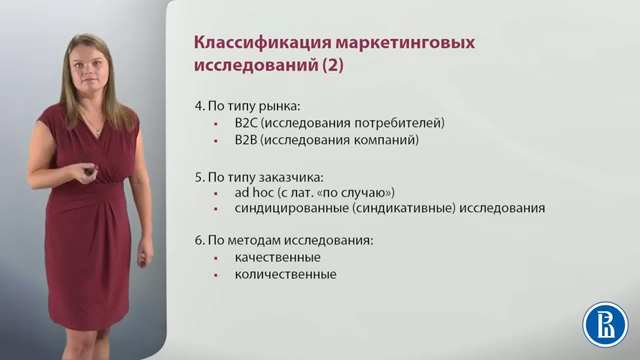 Классификация маркетинговых
исследований (2)
4. По типу рынка:
B2C (исследования потребителей)
B2B (исследования компаний)
5. По типу заказчика:
ad hoc (с лат. «по случаю»)
синдицированные (синдикативные) исследования
6. По методам исследования:
качественные
количественные